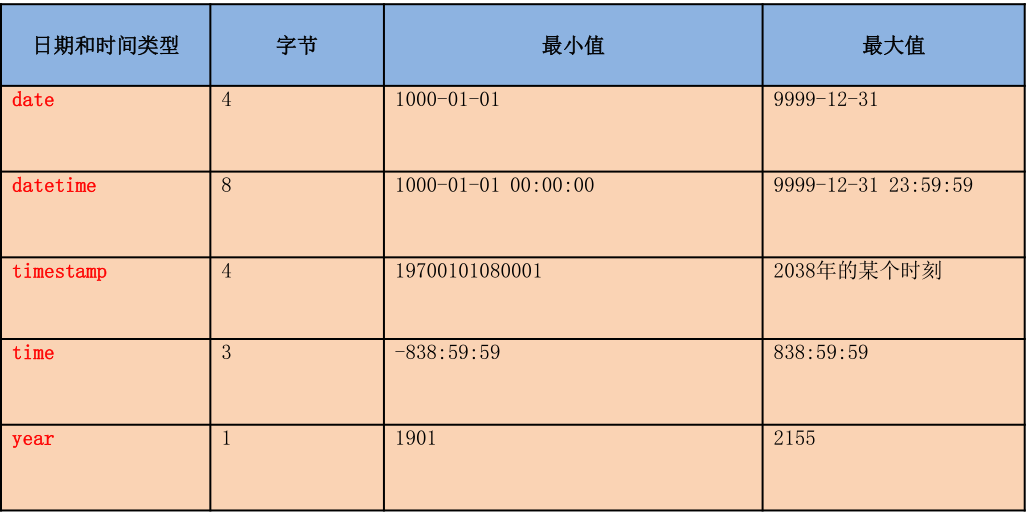 日期和时间类型 字节 最小值 最大值
date 4 1000-01-01 9999-12-31
datetime 8 1000-01-01 00:00:00 9999-12-31 23:59:59
timestamp 4 19700101080001 2038年的某个时刻
time 3 -838:59:59 838:59:59
year 1 1901 2155